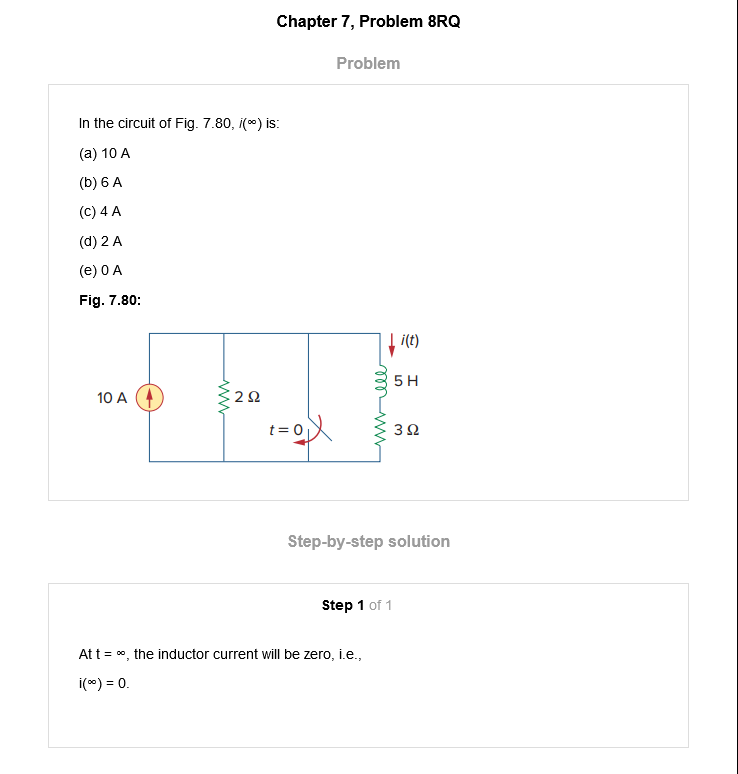 Chapter 7, Problem 8RQ
Problem
In the circuit of Fig. 7.80, i(∞) is:
(a) 10 A
(b) 6 A
(c) 4 A
(d) 2 A
(e) 0 A
Fig. 7.80:
i(t)
5 H
10 A
2 Ω
t = 0
3 Ω
Step-by-step solution
Step 1 of 1
At t = ∞, the inductor current will be zero, i.e.,
i(∞) = 0.